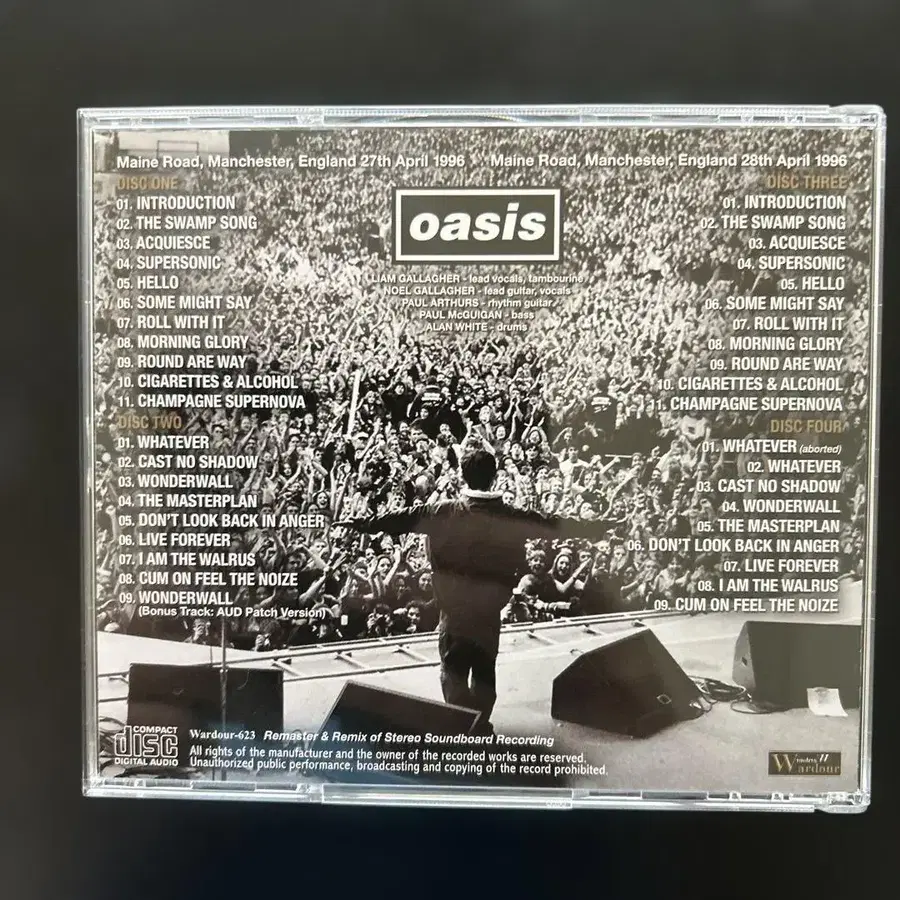 Maine Road, Manchester, England 27th April 1996
DISC ONE
01. INTRODUCTION
02. THE SWAMP SONG
03. ACQUIESCE
04. SUPERSONIC
05. HELLO
06. SOME MIGHT SAY
07. ROLL WITH IT
08. MORNING GLORY
09. ROUND ARE WAY
10. CIGARETTES & ALCOHOL
11. CHAMPAGNE SUPERNOVA
DISC TWO
01. WHATEVER
02. CAST NO SHADOW
03. WONDERWALL
04. THE MASTERPLAN
05. DON'T LOOK BACK IN ANGER
06. LIVE FOREVER
07. I AM THE WALRUS
08. CUM ON FEEL THE NOIZE
09. WONDERWALL
(Bonus Track: AUD Patch Version)
oasis
LIAM GALLAGHER - lead vocals, tambourine
NOEL GALLAGHER - lead guitar, vocals
PAUL ARTHURS - rhythm guitar
PAUL McGUIGAN - bass
ALAN WHITE - drums
Maine Road, Manchester, England 28th April 1996
DISC THREE
01. INTRODUCTION
02. THE SWAMP SONG
03. ACQUIESCE
04. SUPERSONIC
05. HELLO
06. SOME MIGHT SAY
07. ROLL WITH IT
08. MORNING GLORY
09. ROUND ARE WAY
10. CIGARETTES & ALCOHOL
11. CHAMPAGNE SUPERNOVA
DISC FOUR
01. WHATEVER (aborted)
02. WHATEVER
03. CAST NO SHADOW
04. WONDERWALL
05. THE MASTERPLAN
06. DON'T LOOK BACK IN ANGER
07. LIVE FOREVER
08. I AM THE WALRUS
09. CUM ON FEEL THE NOIZE
COMPACT
disc
DIGITAL AUDIO
Wardour-623 Remaster & Remix of Stereo Soundboard Recording
All rights of the manufacturer and the owner of the recorded works are reserved.
Unauthorized public performance, broadcasting and copying of the record prohibited.
Wardour